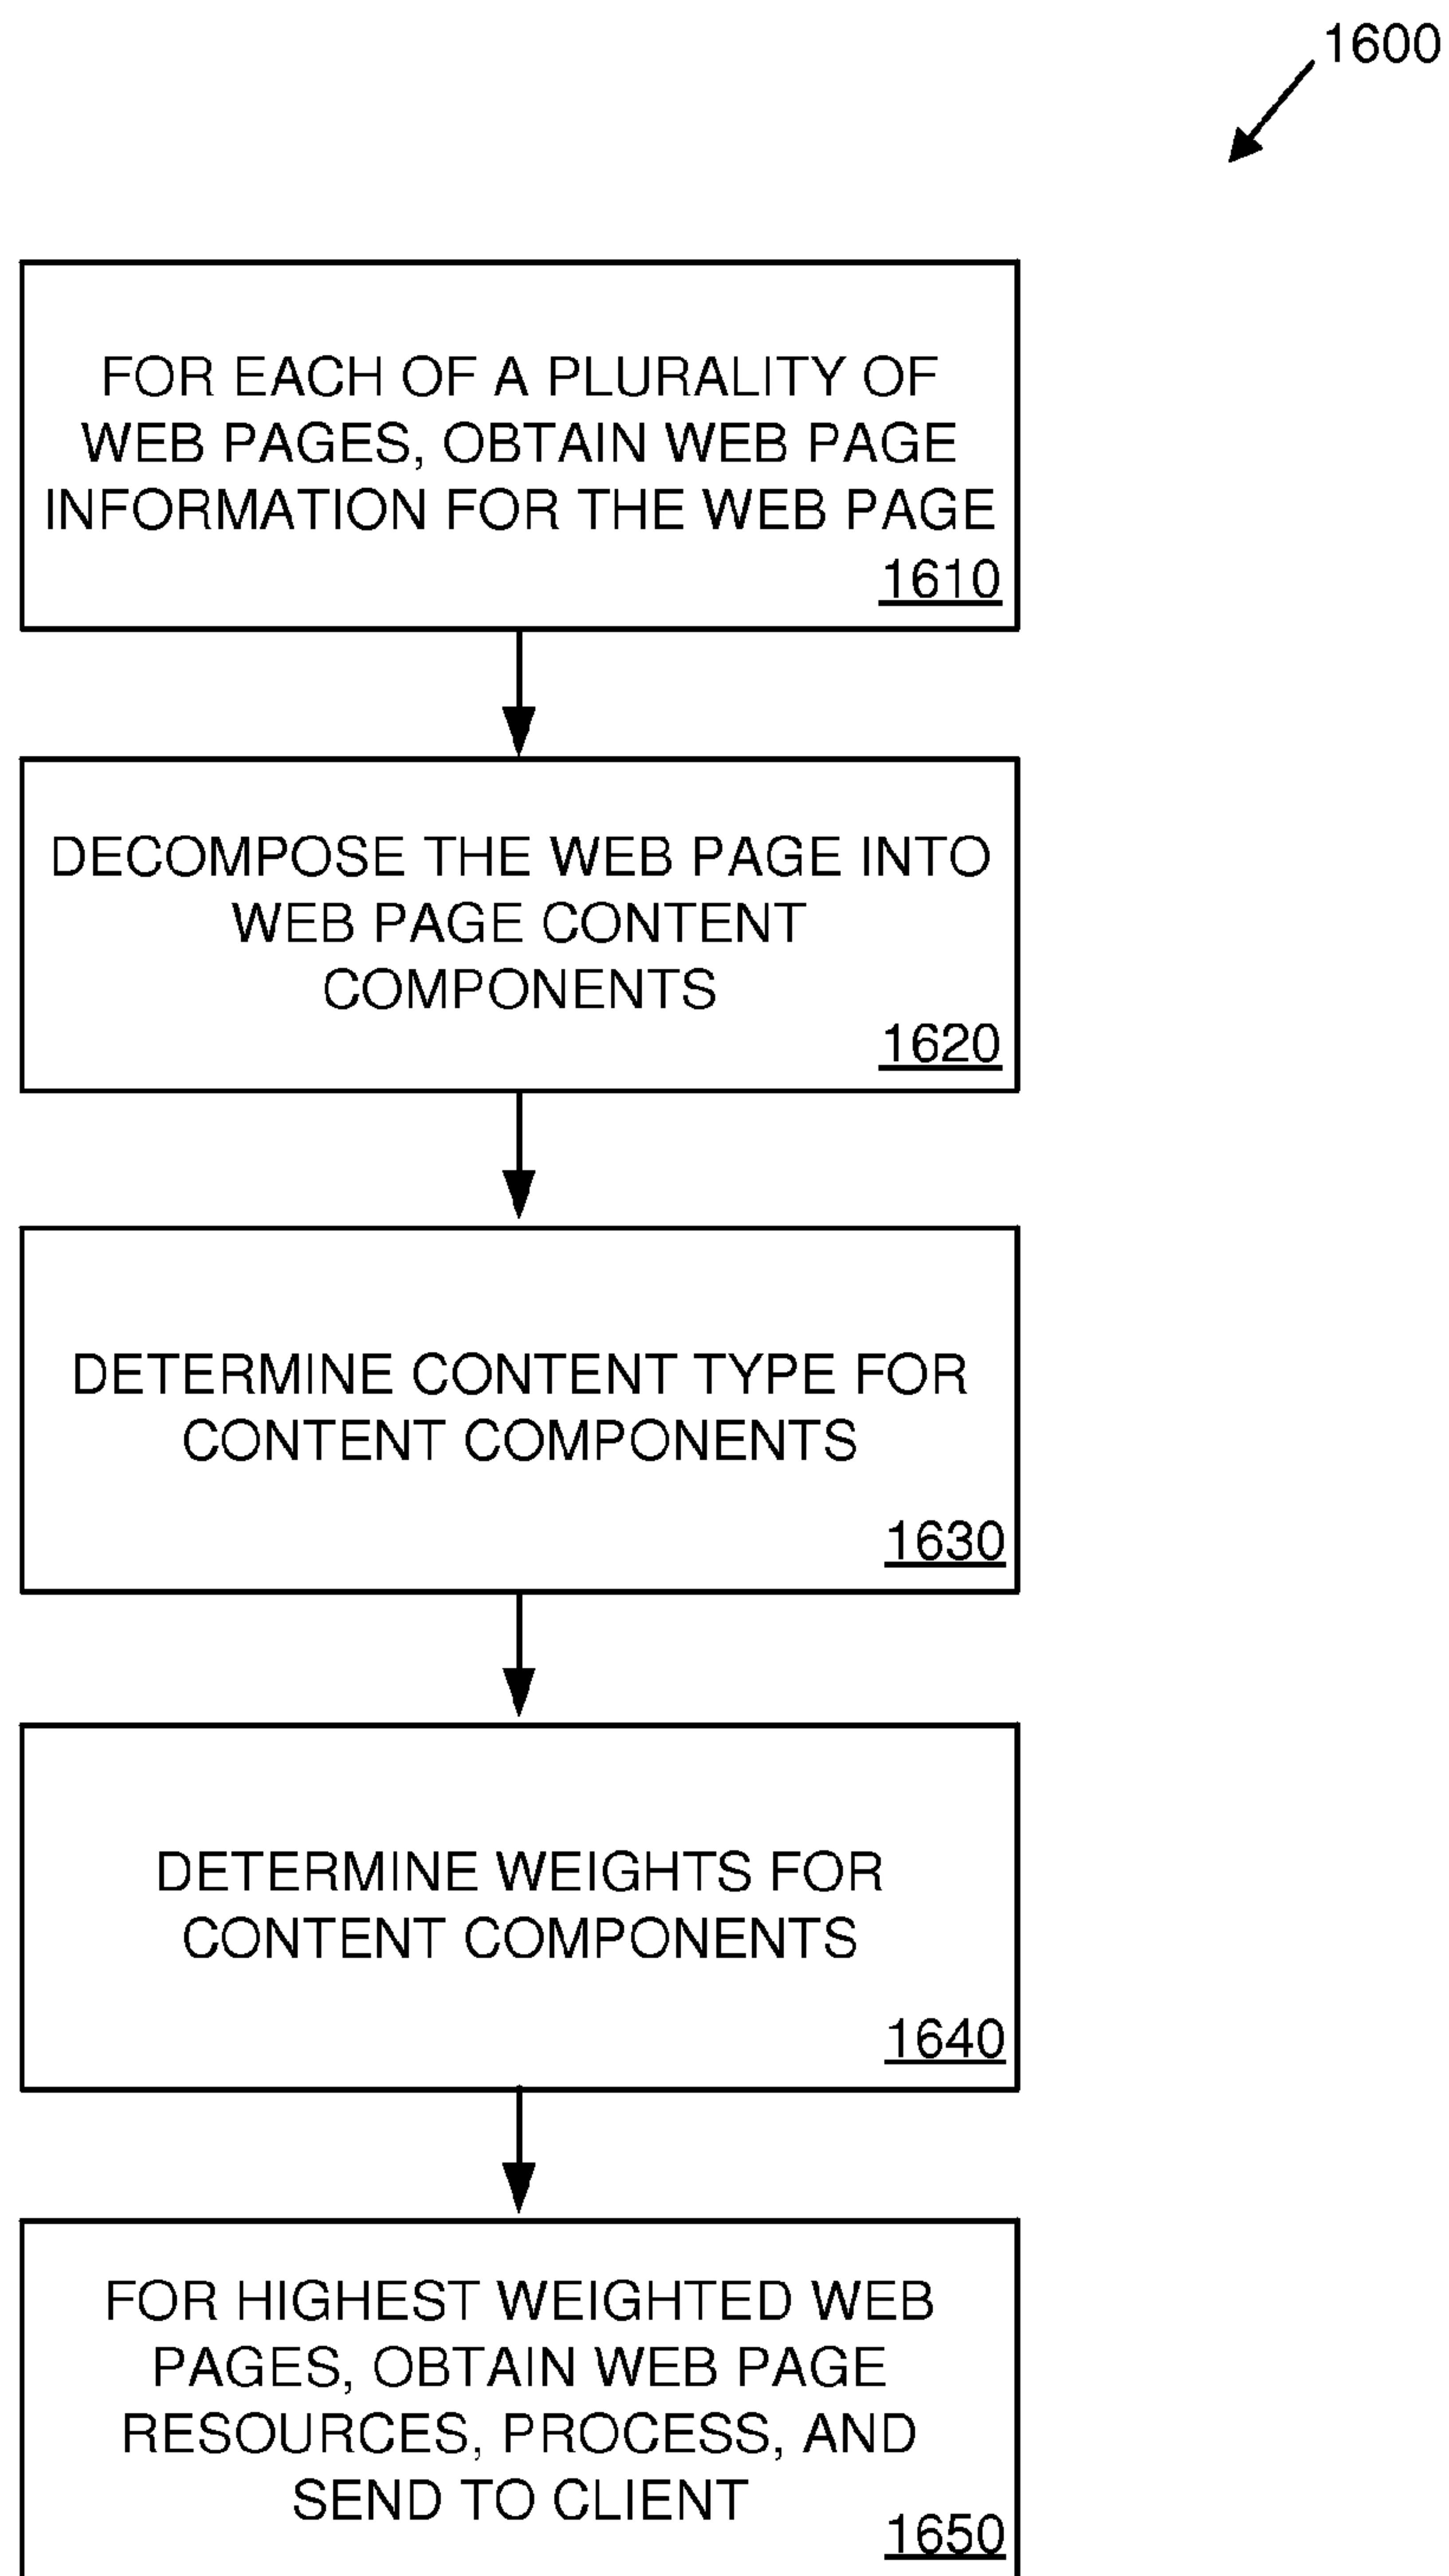 1600
FOR EACH OF A PLURALITY OF
WEB PAGES, OBTAIN WEB PAGE
INFORMATION FOR THE WEB PAGE
1610
DECOMPOSE THE WEB PAGE INTO
WEB PAGE CONTENT
COMPONENTS
1620
DETERMINE CONTENT TYPE FOR
CONTENT COMPONENTS
1630
DETERMINE WEIGHTS FOR
CONTENT COMPONENTS
1640
FOR HIGHEST WEIGHTED WEB
PAGES, OBTAIN WEB PAGE
RESOURCES, PROCESS, AND
SEND TO CLIENT
1650